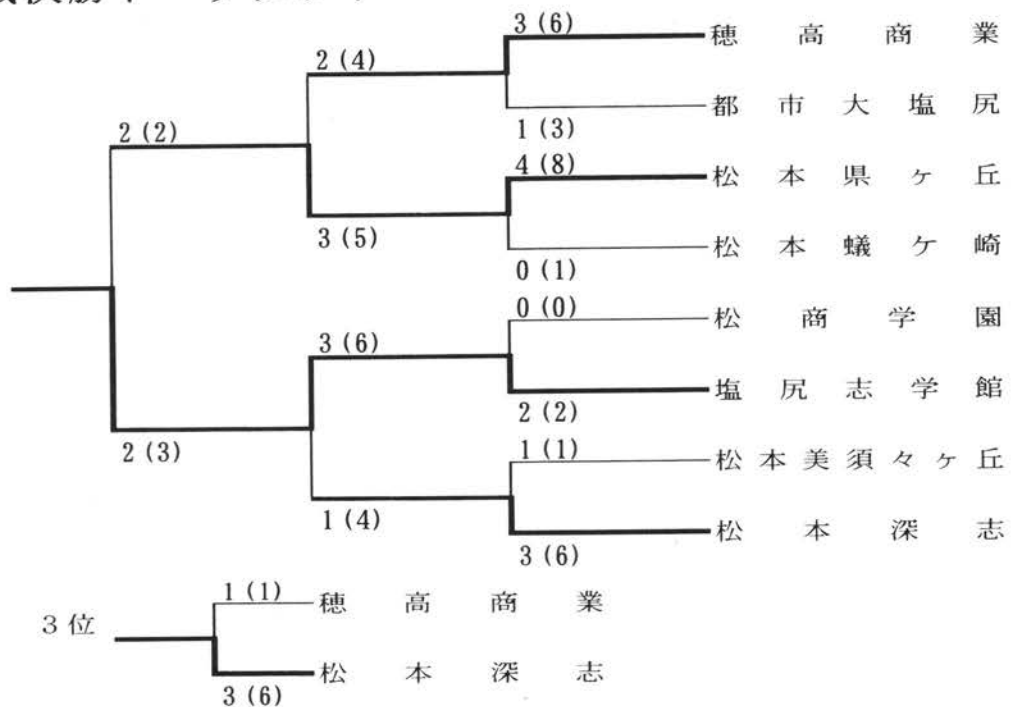 3 (6) 穂高商業
2 (4)
都市大塩尻
1 (3)
2 (2)
4 (8) 松本県ヶ丘
3 (5)
松本蟻ケ崎
0 (1)
0 (0) 松商学園
3 (6)
塩尻志学館
2 (2)
2 (3)
1 (1) 松本美須々ヶ丘
1 (4)
松本深志
3 (6)
1 (1) 穂高商業
3位
松本深志
3 (6)